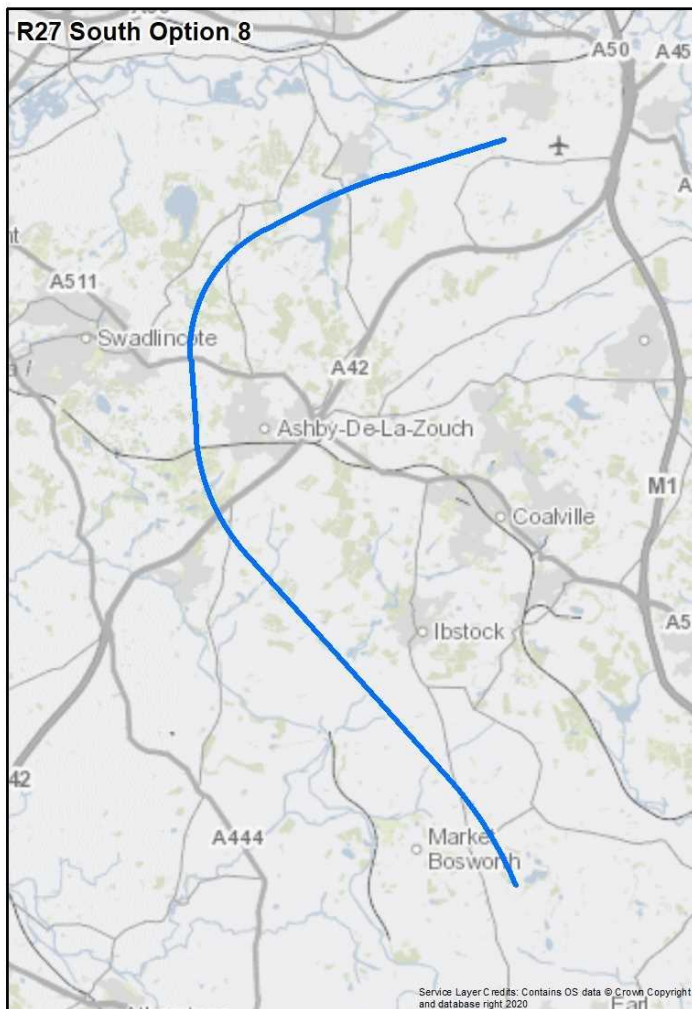 R27 South Option 8
A50
A45
A511
Swadlincote
A42
Ashby-De-La-Zouch
M1
Coalville
A5
Ibstock
42
A444
Market
Bosworth
Service Layer Credits: Contains OS data © Crown Copyright
and database right 2020
Earl